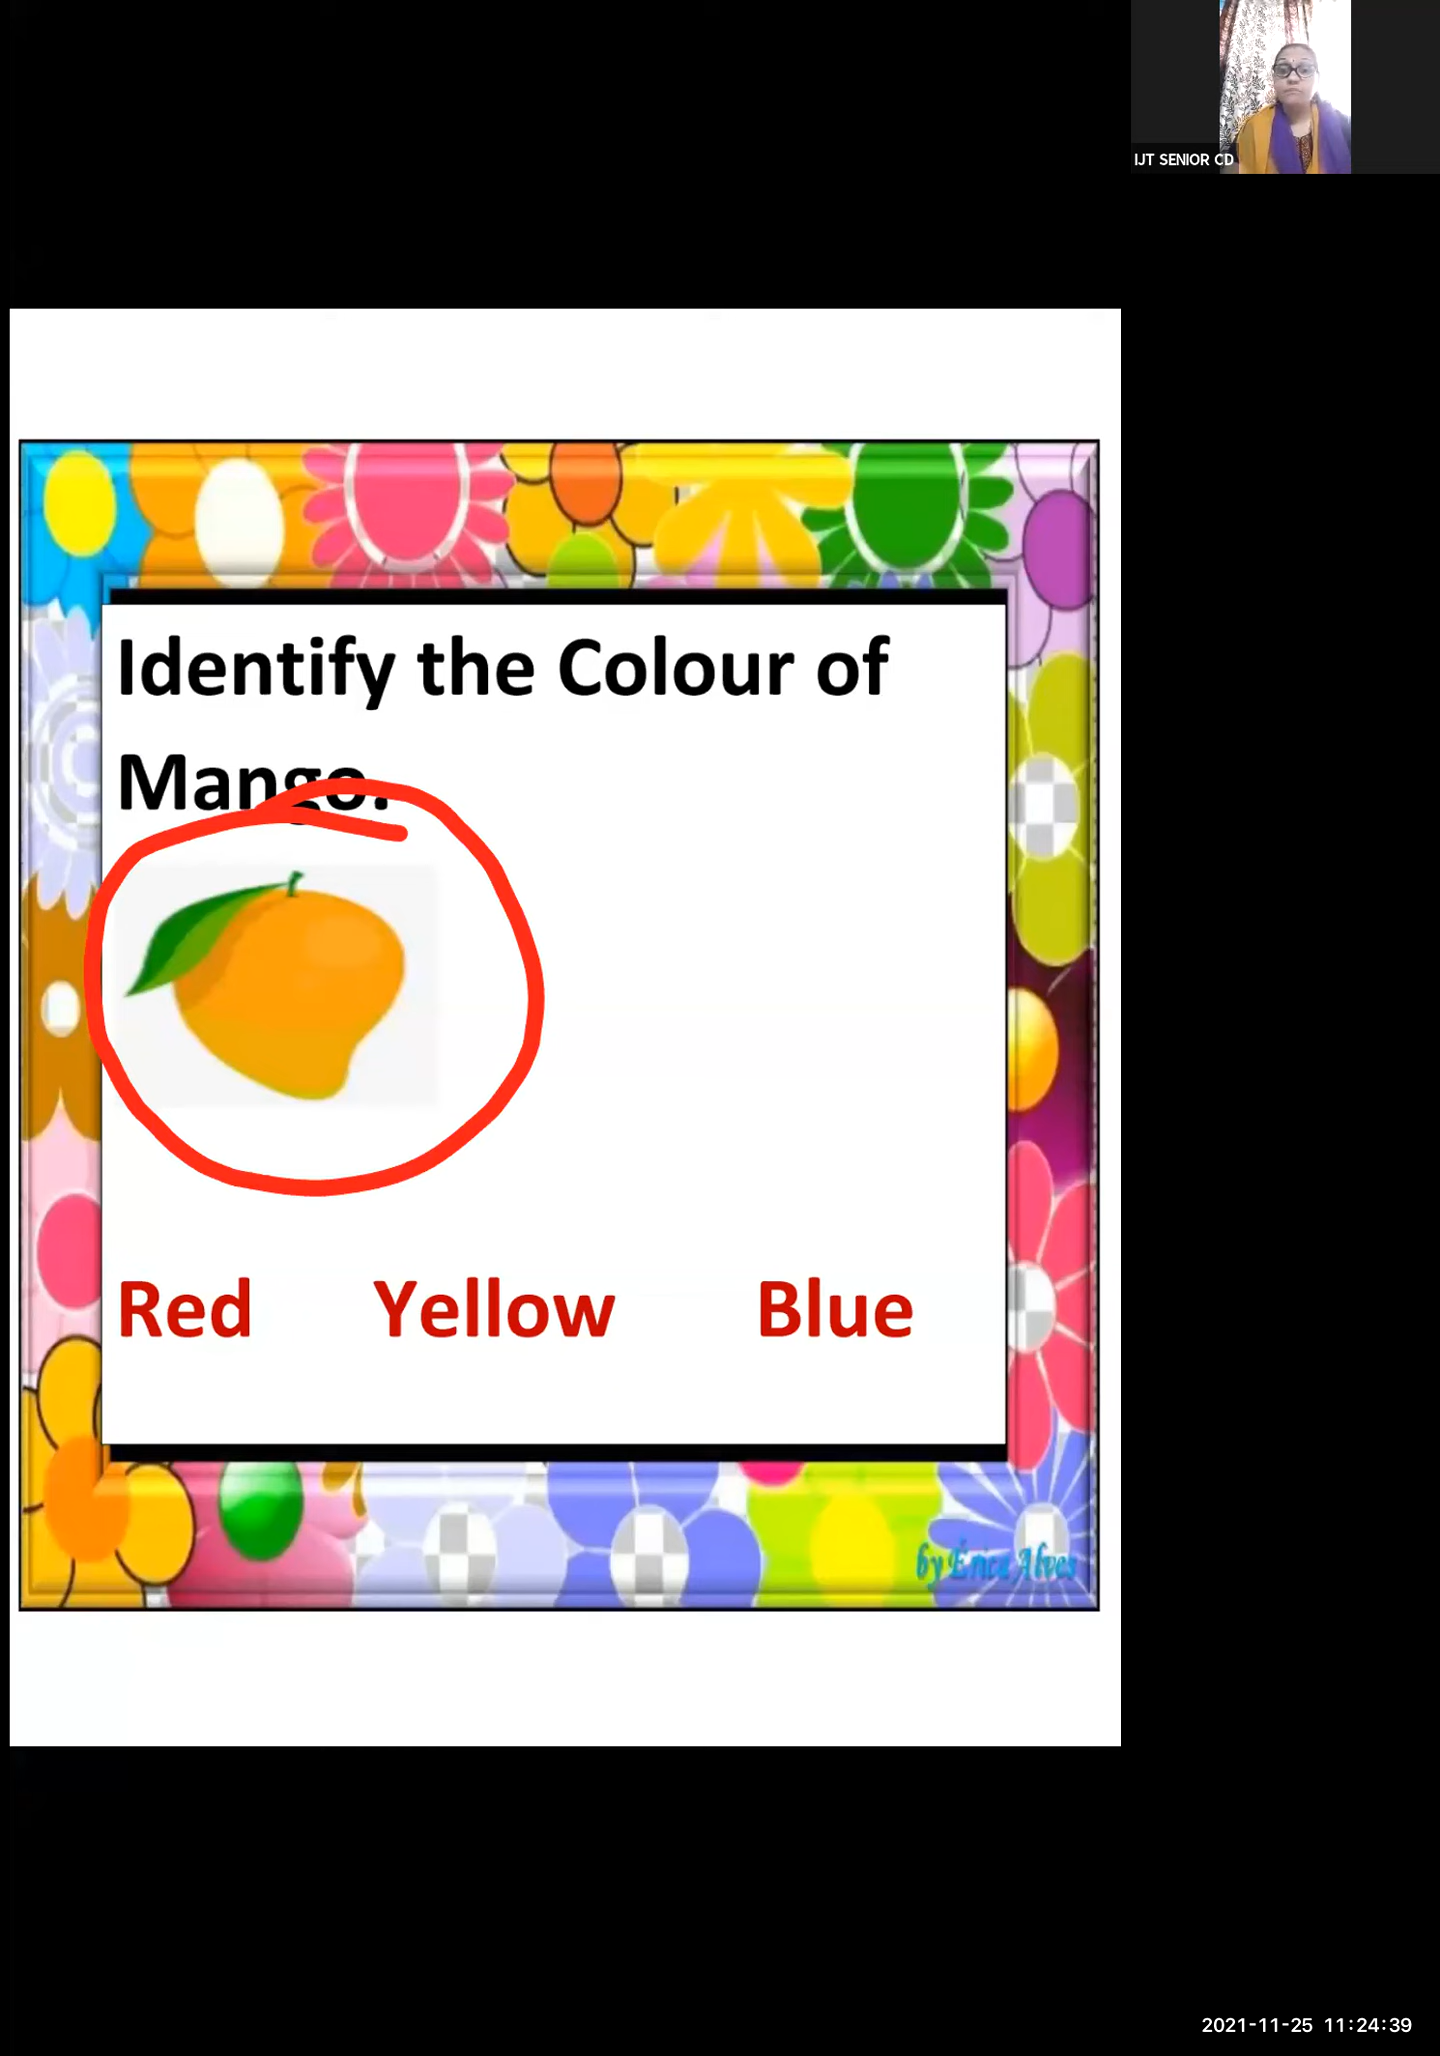 IJT SENIOR CD
Identify the Colour of
Mango.
Red Yellow Blue
by Erica Alves
2021-11-25 11:24:39